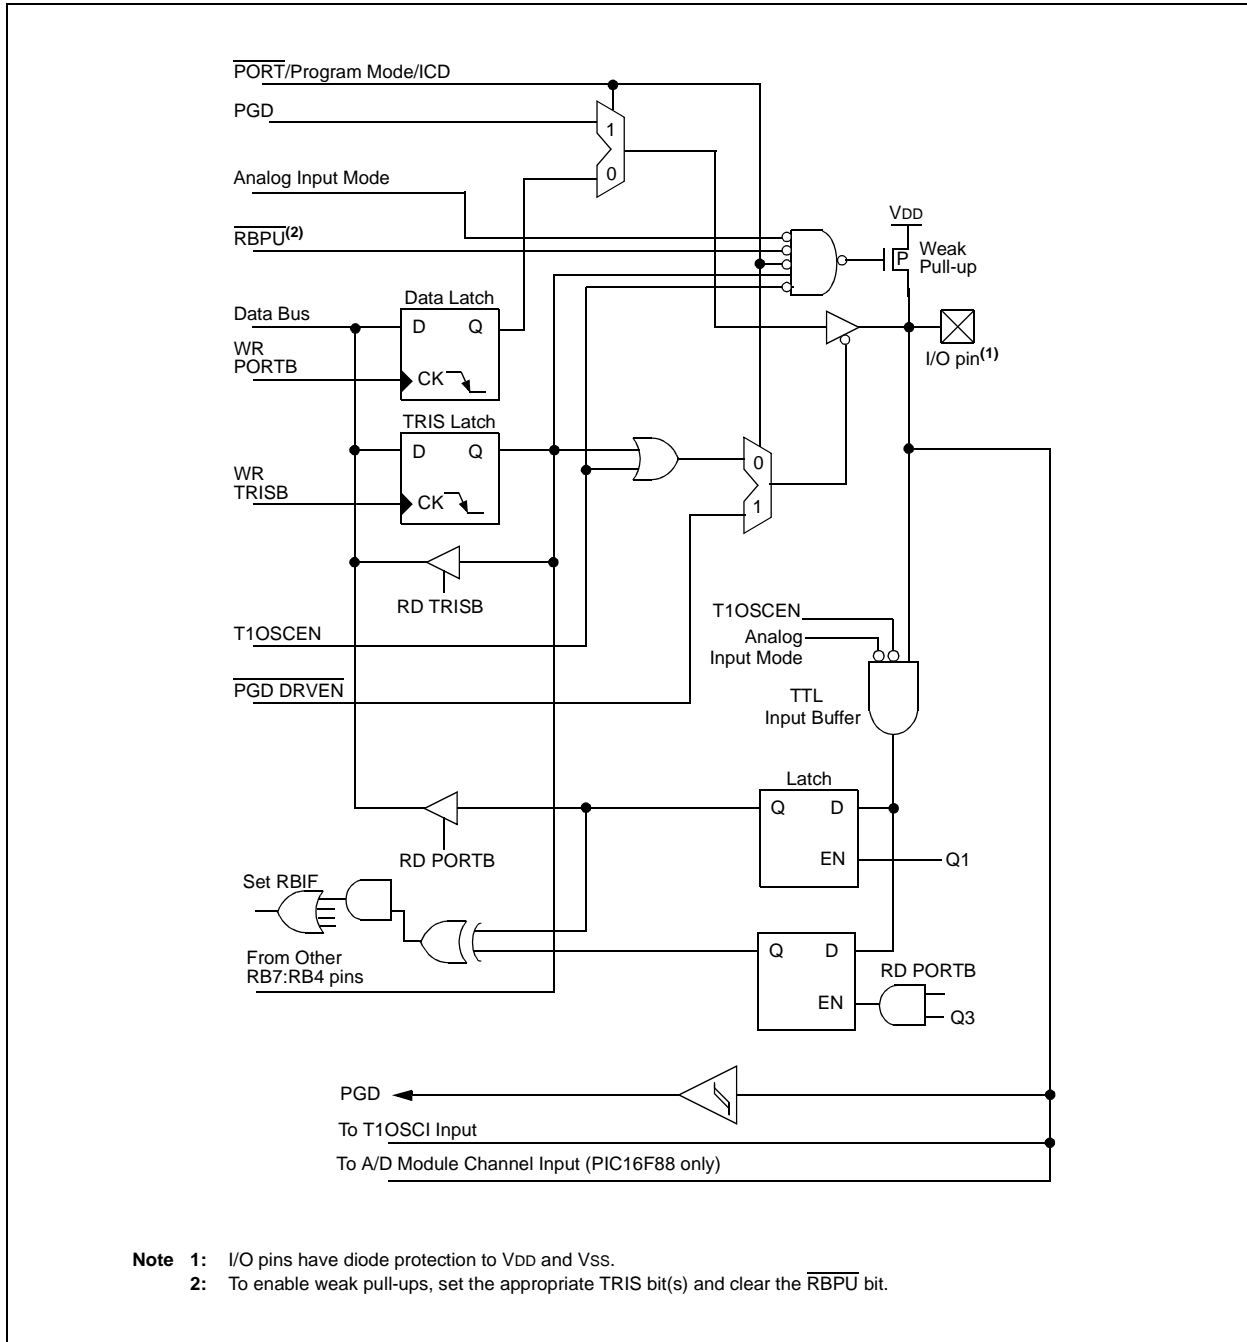 PORT/Program Mode/ICD
PGD
1
0
Analog Input Mode
RBPU(2)
VDD
P
Weak
Pull-up
Data Latch
Data Bus
D Q
WR
PORTB
CK
I/O pin(1)
TRIS Latch
D Q
0
1
WR
TRISB
CK
RD TRISB
T1OSCEN
T1OSCEN
Analog
Input Mode
PGD DRVEN
TTL
Input Buffer
Latch
Q D
EN
Q1
RD PORTB
Set RBIF
Q D
EN
RD PORTB
Q3
From Other
RB7:RB4 pins
PGD
To T1OSCI Input
To A/D Module Channel Input (PIC16F88 only)
Note 1: I/O pins have diode protection to VDD and VSS.
2: To enable weak pull-ups, set the appropriate TRIS bit(s) and clear the RBPU bit.